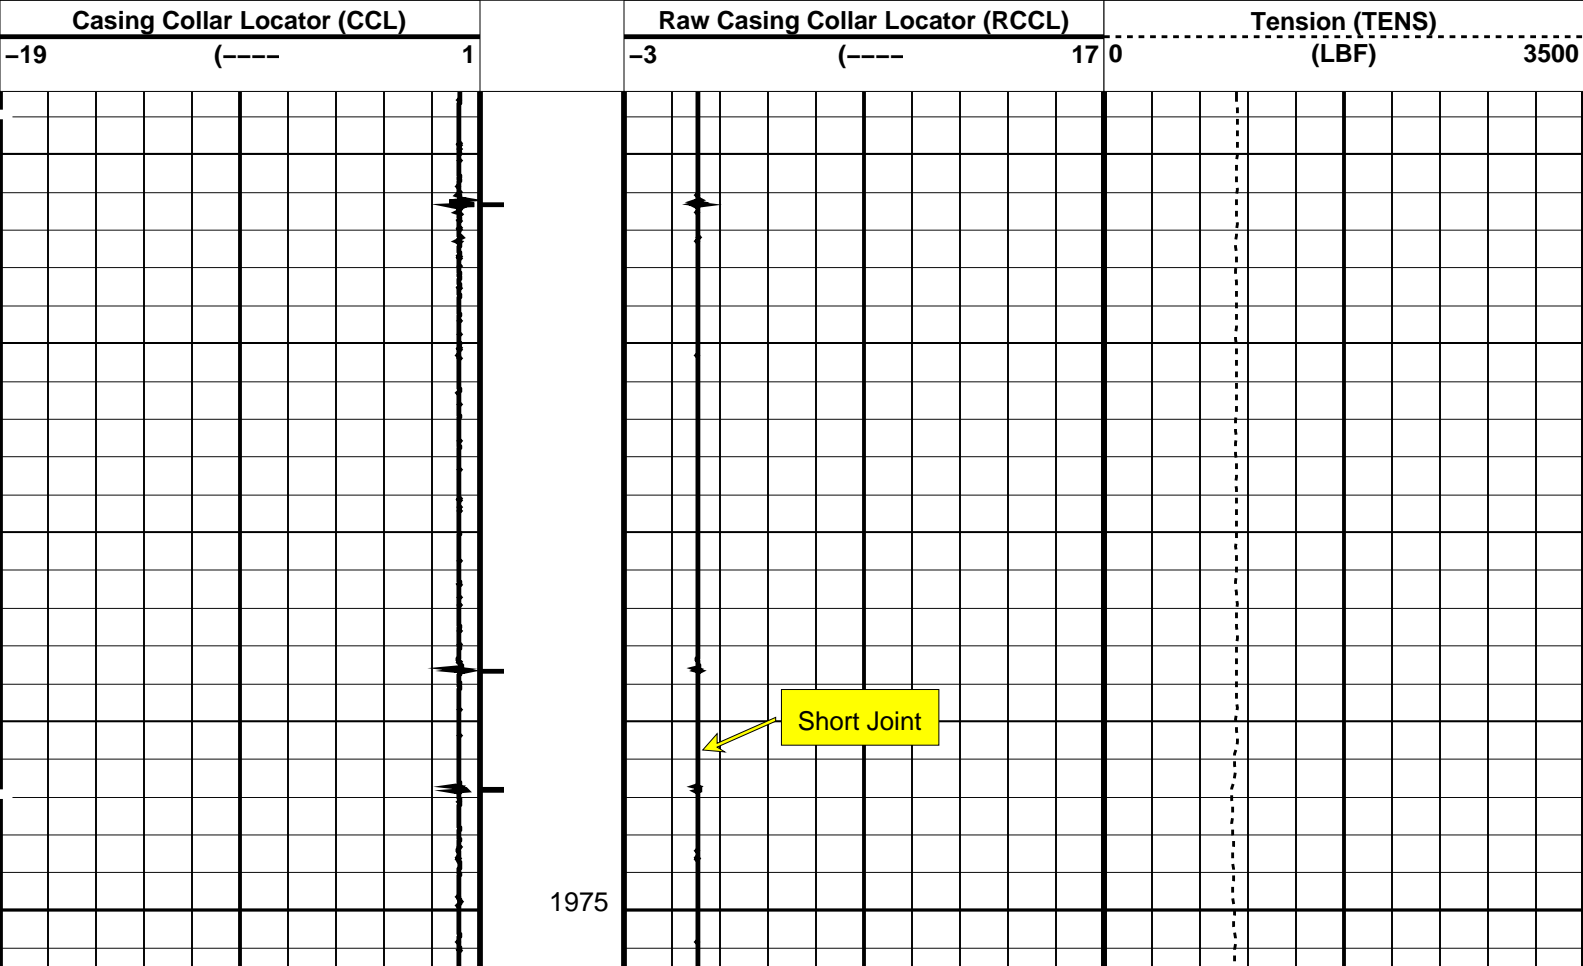 Casing Collar Locator (CCL)
–19 (–––– 1
Raw Casing Collar Locator (RCCL)
–3 (–––– 17
Tension (TENS)
0 (LBF) 3500
Short Joint
1975